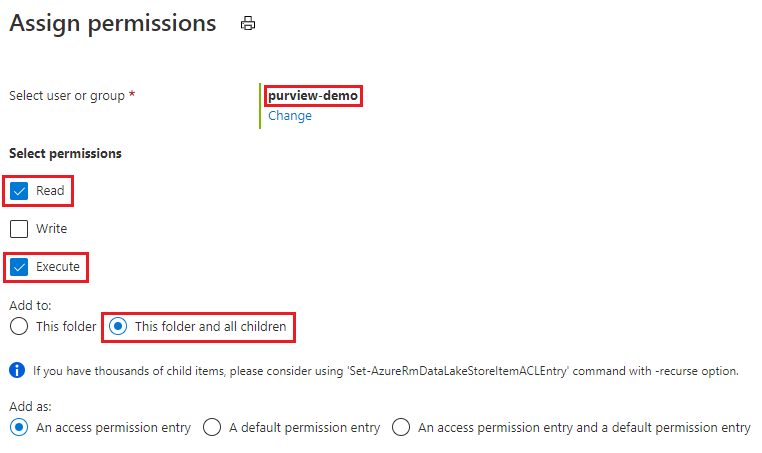 Assign permissions
Select user or group * purview-demo
Change
Select permissions
Read
Write
Execute
Add to:
This folder This folder and all children
If you have thousands of child items, please consider using 'Set-AzureRmDataLakeStoreItemACLEntry' command with -recurse option.
Add as:
An access permission entry A default permission entry An access permission entry and a default permission entry